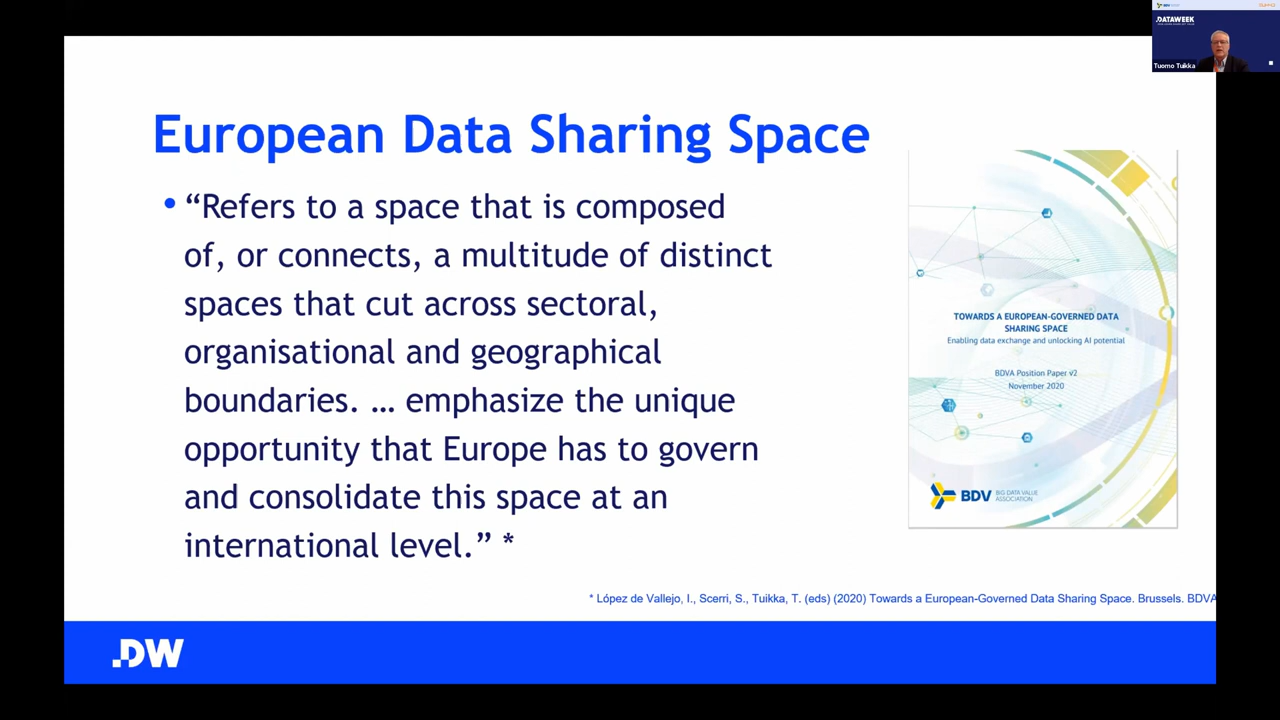 European Data Sharing Space
• “Refers to a space that is composed
of, or connects, a multitude of distinct
spaces that cut across sectoral,
organisational and geographical
boundaries. … emphasize the unique
opportunity that Europe has to govern
and consolidate this space at an
international level.” *
TOWARDS A EUROPEAN-GOVERNED DATA
SHARING SPACE
Enabling data exchange and unlocking AI potential
BDVA Position Paper v2
November 2020
BDV BIG DATA VALUE
ASSOCIATION
* López de Vallejo, I., Scerri, S., Tuikka, T. (eds) (2020) Towards a European-Governed Data Sharing Space. Brussels. BDVA
.DW
.DATAWEEK
Tuomo Tuikka